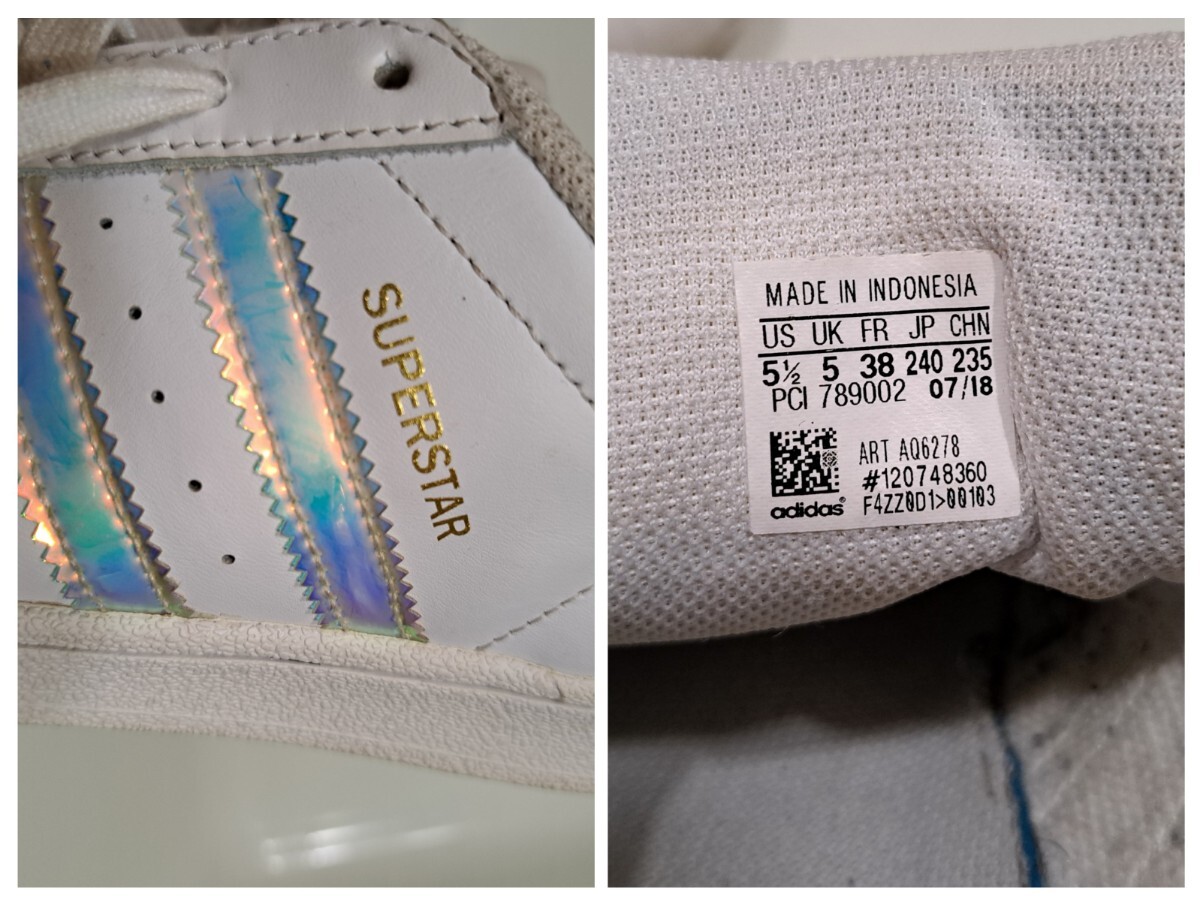 SUPERSTAR
MADE IN INDONESIA
US UK FR JP CHN
5½ 5 38 240 235
PCI 789002 07/18
ART AQ6278
#120748360
adidas® F4ZZ0D1>00103